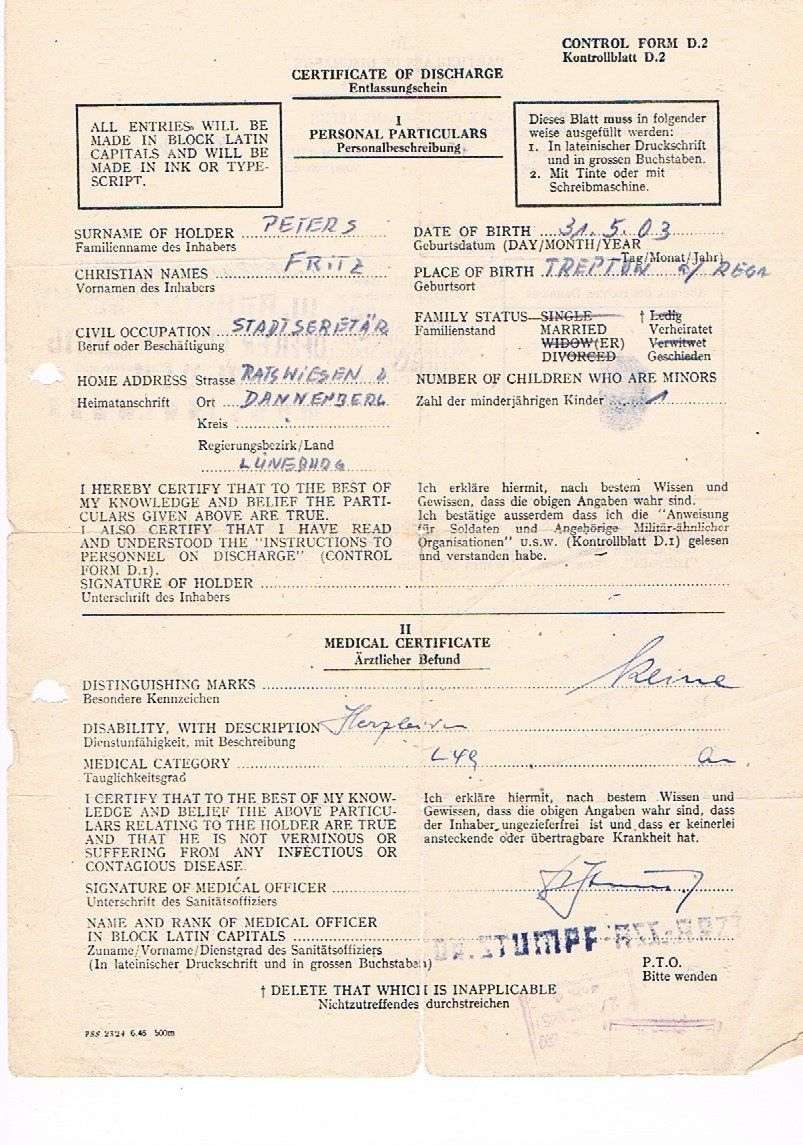 CONTROL FORM D.2
Kontrollblatt D.2
CERTIFICATE OF DISCHARGE
Entlassungschein
ALL ENTRIES WILL BE
MADE IN BLOCK LATIN
CAPITALS AND WILL BE
MADE IN INK OR TYPE-
SCRIPT.
I
PERSONAL PARTICULARS
Personalbeschreibung
Dieses Blatt muss in folgender
weise ausgefüllt werden:
1. In lateinischer Druckschrift
und in grossen Buchstaben.
2. Mit Tinte oder mit
Schreibmaschine.
SURNAME OF HOLDER PETERS
Familienname des Inhabers
DATE OF BIRTH 31.5.03
Geburtsdatum (DAY/MONTH/YEAR
Tag/Monat/Jahr)
CHRISTIAN NAMES FRITZ
Vornamen des Inhabers
PLACE OF BIRTH TREPTOW a/ REGA
Geburtsort
CIVIL OCCUPATION STADTSERETÄR
Beruf oder Beschäftigung
FAMILY STATUS—SINGLE † Ledig
Familienstand MARRIED Verheiratet
WIDOW(ER) Verwitwet
DIVORCED Geschieden
HOME ADDRESS Strasse RATSWIESEN 2
Heimatanschrift Ort DANNENBERG
Kreis
Regierungsbezirk/Land
LÜNEBURG
NUMBER OF CHILDREN WHO ARE MINORS
Zahl der minderjährigen Kinder 1
I HEREBY CERTIFY THAT TO THE BEST OF
MY KNOWLEDGE AND BELIEF THE PARTI-
CULARS GIVEN ABOVE ARE TRUE.
I ALSO CERTIFY THAT I HAVE READ
AND UNDERSTOOD THE "INSTRUCTIONS TO
PERSONNEL ON DISCHARGE" (CONTROL
FORM D.1).
SIGNATURE OF HOLDER
Unterschrift des Inhabers
Ich erkläre hiermit, nach bestem Wissen und
Gewissen, dass die obigen Angaben wahr sind.
Ich bestätige ausserdem dass ich die "Anweisung
für Soldaten und Angehörige Militär-ähnlicher
Organisationen" u.s.w. (Kontrollblatt D.1) gelesen
und verstanden habe.
II
MEDICAL CERTIFICATE
Ärztlicher Befund
DISTINGUISHING MARKS Keine
Besondere Kennzeichen
DISABILITY, WITH DESCRIPTION Herzleiden
Dienstunfähigkeit, mit Beschreibung
MEDICAL CATEGORY
Tauglichkeitsgrad
I CERTIFY THAT TO THE BEST OF MY KNOW-
LEDGE AND BELIEF THE ABOVE PARTICU-
LARS RELATING TO THE HOLDER ARE TRUE
AND THAT HE IS NOT VERMINOUS OR
SUFFERING FROM ANY INFECTIOUS OR
CONTAGIOUS DISEASE.
Ich erkläre hiermit, nach bestem Wissen und
Gewissen, dass die obigen Angaben wahr sind, dass
der Inhaber ungezieferfrei ist und dass er keinerlei
ansteckende oder übertragbare Krankheit hat.
SIGNATURE OF MEDICAL OFFICER
Unterschrift des Sanitätsoffiziers
NAME AND RANK OF MEDICAL OFFICER
IN BLOCK LATIN CAPITALS DR. STUMPF
Zuname/Vorname/Dienstgrad des Sanitätsoffiziers
(In lateinischer Druckschrift und in grossen Buchstaben)
P.T.O.
Bitte wenden
† DELETE THAT WHICH IS INAPPLICABLE
Nichtzutreffendes durchstreichen
PSS 2324 6.45 500m